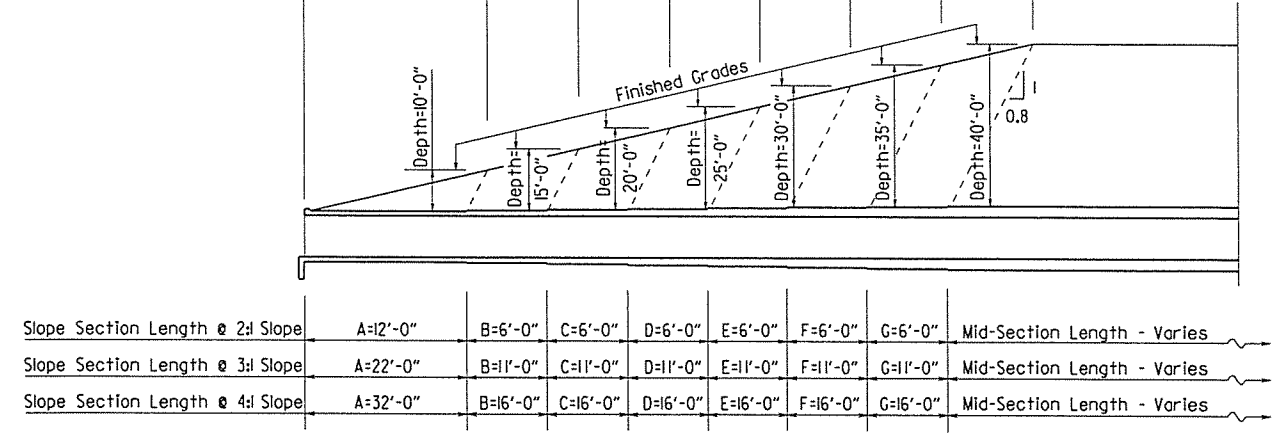 Finished Grades
Depth=10'-0"
Depth=
15'-0"
Depth=
20'-0"
Depth=
25'-0"
Depth=30'-0"
Depth=35'-0"
Depth=40'-0"
1
0.8
Slope Section Length @ 2:1 Slope A=12'-0" B=6'-0" C=6'-0" D=6'-0" E=6'-0" F=6'-0" G=6'-0" Mid-Section Length - Varies
Slope Section Length @ 3:1 Slope A=22'-0" B=11'-0" C=11'-0" D=11'-0" E=11'-0" F=11'-0" G=11'-0" Mid-Section Length - Varies
Slope Section Length @ 4:1 Slope A=32'-0" B=16'-0" C=16'-0" D=16'-0" E=16'-0" F=16'-0" G=16'-0" Mid-Section Length - Varies